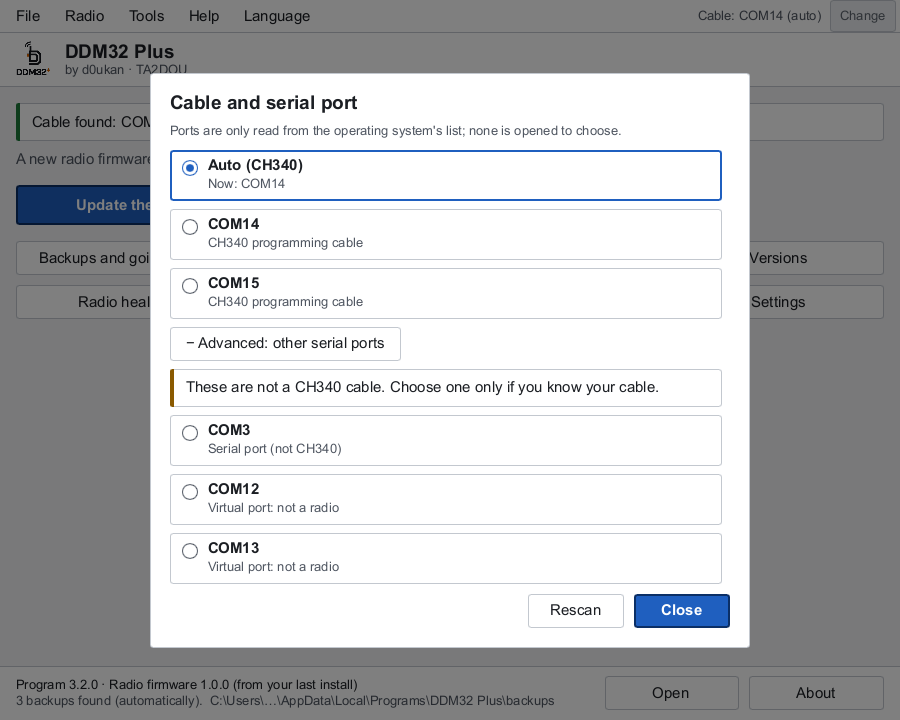 File Radio Tools Help Language Cable: COM14 (auto) Change
DDM32 Plus
by d0ukan · TA2DOU
DDM32+
Cable found: COM
A new radio firmware
Update the
Backups and goi
Versions
Radio heal
Settings
Cable and serial port
Ports are only read from the operating system's list; none is opened to choose.
Auto (CH340)
Now: COM14
COM14
CH340 programming cable
COM15
CH340 programming cable
− Advanced: other serial ports
These are not a CH340 cable. Choose one only if you know your cable.
COM3
Serial port (not CH340)
COM12
Virtual port: not a radio
COM13
Virtual port: not a radio
Rescan Close
Program 3.2.0 · Radio firmware 1.0.0 (from your last install)
3 backups found (automatically). C:\Users\…\AppData\Local\Programs\DDM32 Plus\backups
Open About